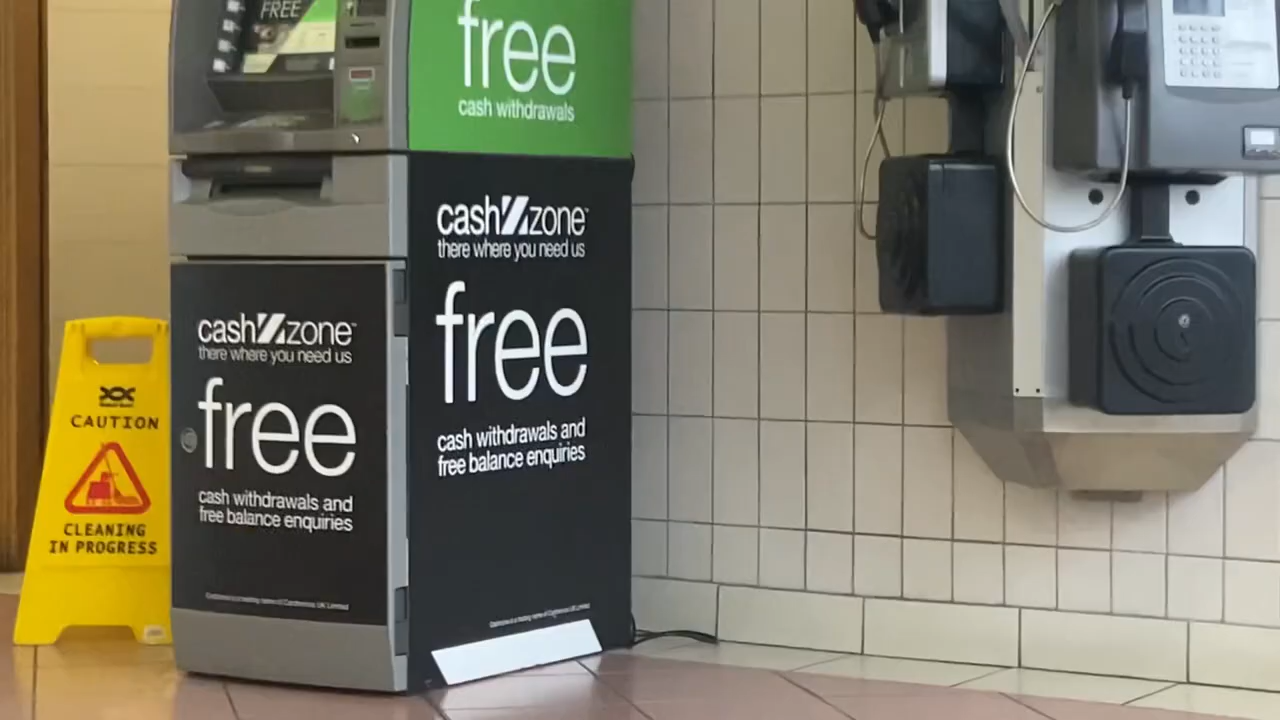 FREE
free
cash withdrawals
cashzone
there where you need us
free
cash withdrawals and
free balance enquiries
cashzone
there where you need us
free
cash withdrawals and
free balance enquiries
CAUTION
CLEANING
IN PROGRESS